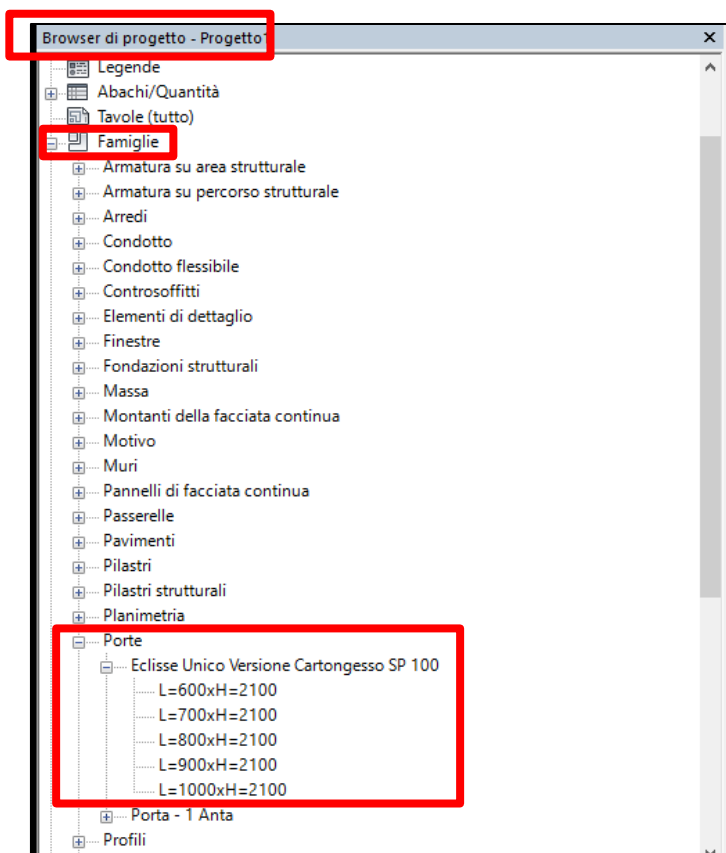 Browser di progetto - Progetto1
Legende
Abachi/Quantità
Tavole (tutto)
Famiglie
Armatura su area strutturale
Armatura su percorso strutturale
Arredi
Condotto
Condotto flessibile
Controsoffitti
Elementi di dettaglio
Finestre
Fondazioni strutturali
Massa
Montanti della facciata continua
Motivo
Muri
Pannelli di facciata continua
Passerelle
Pavimenti
Pilastri
Pilastri strutturali
Planimetria
Porte
Eclisse Unico Versione Cartongesso SP 100
L=600xH=2100
L=700xH=2100
L=800xH=2100
L=900xH=2100
L=1000xH=2100
Porta - 1 Anta
Profili